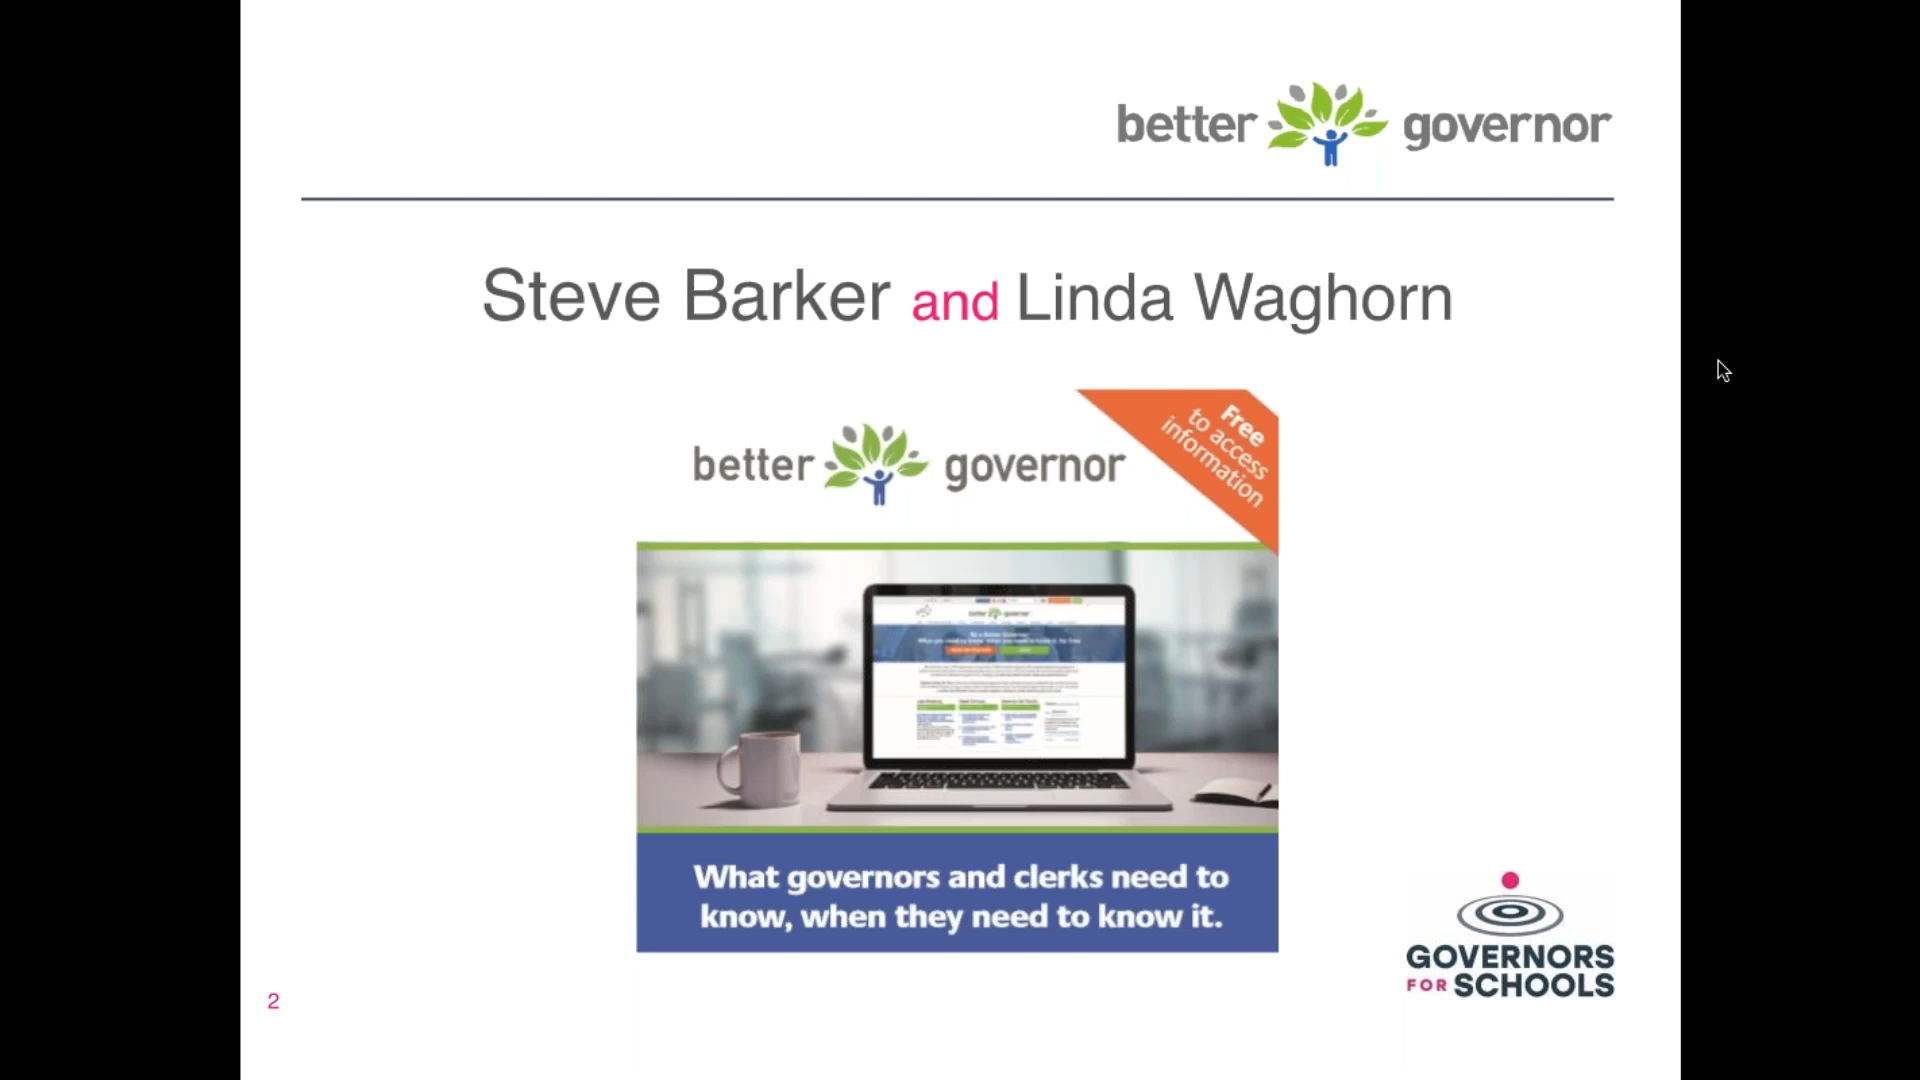 better governor
Steve Barker and Linda Waghorn
Free
to access
information
better governor
What governors and clerks need to
know, when they need to know it.
GOVERNORS
FOR SCHOOLS
2